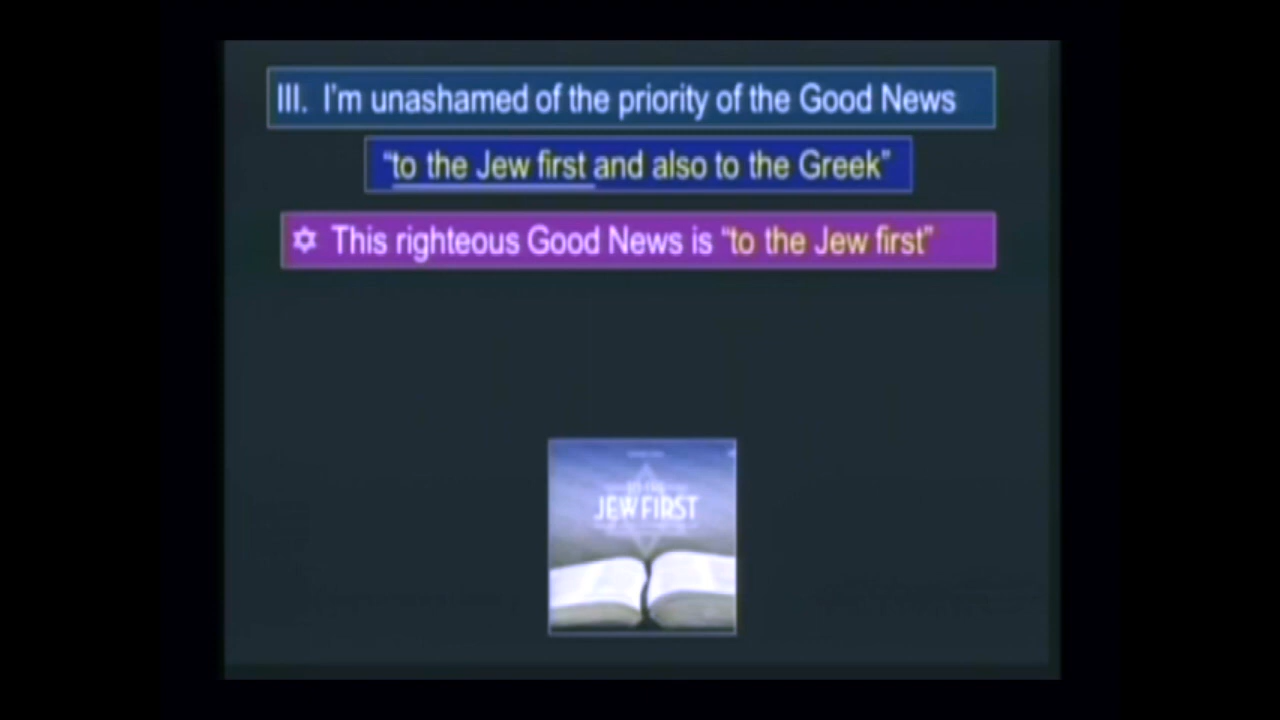 III. I'm unashamed of the priority of the Good News
“to the Jew first and also to the Greek”
✡ This righteous Good News is “to the Jew first”
JEW FIRST